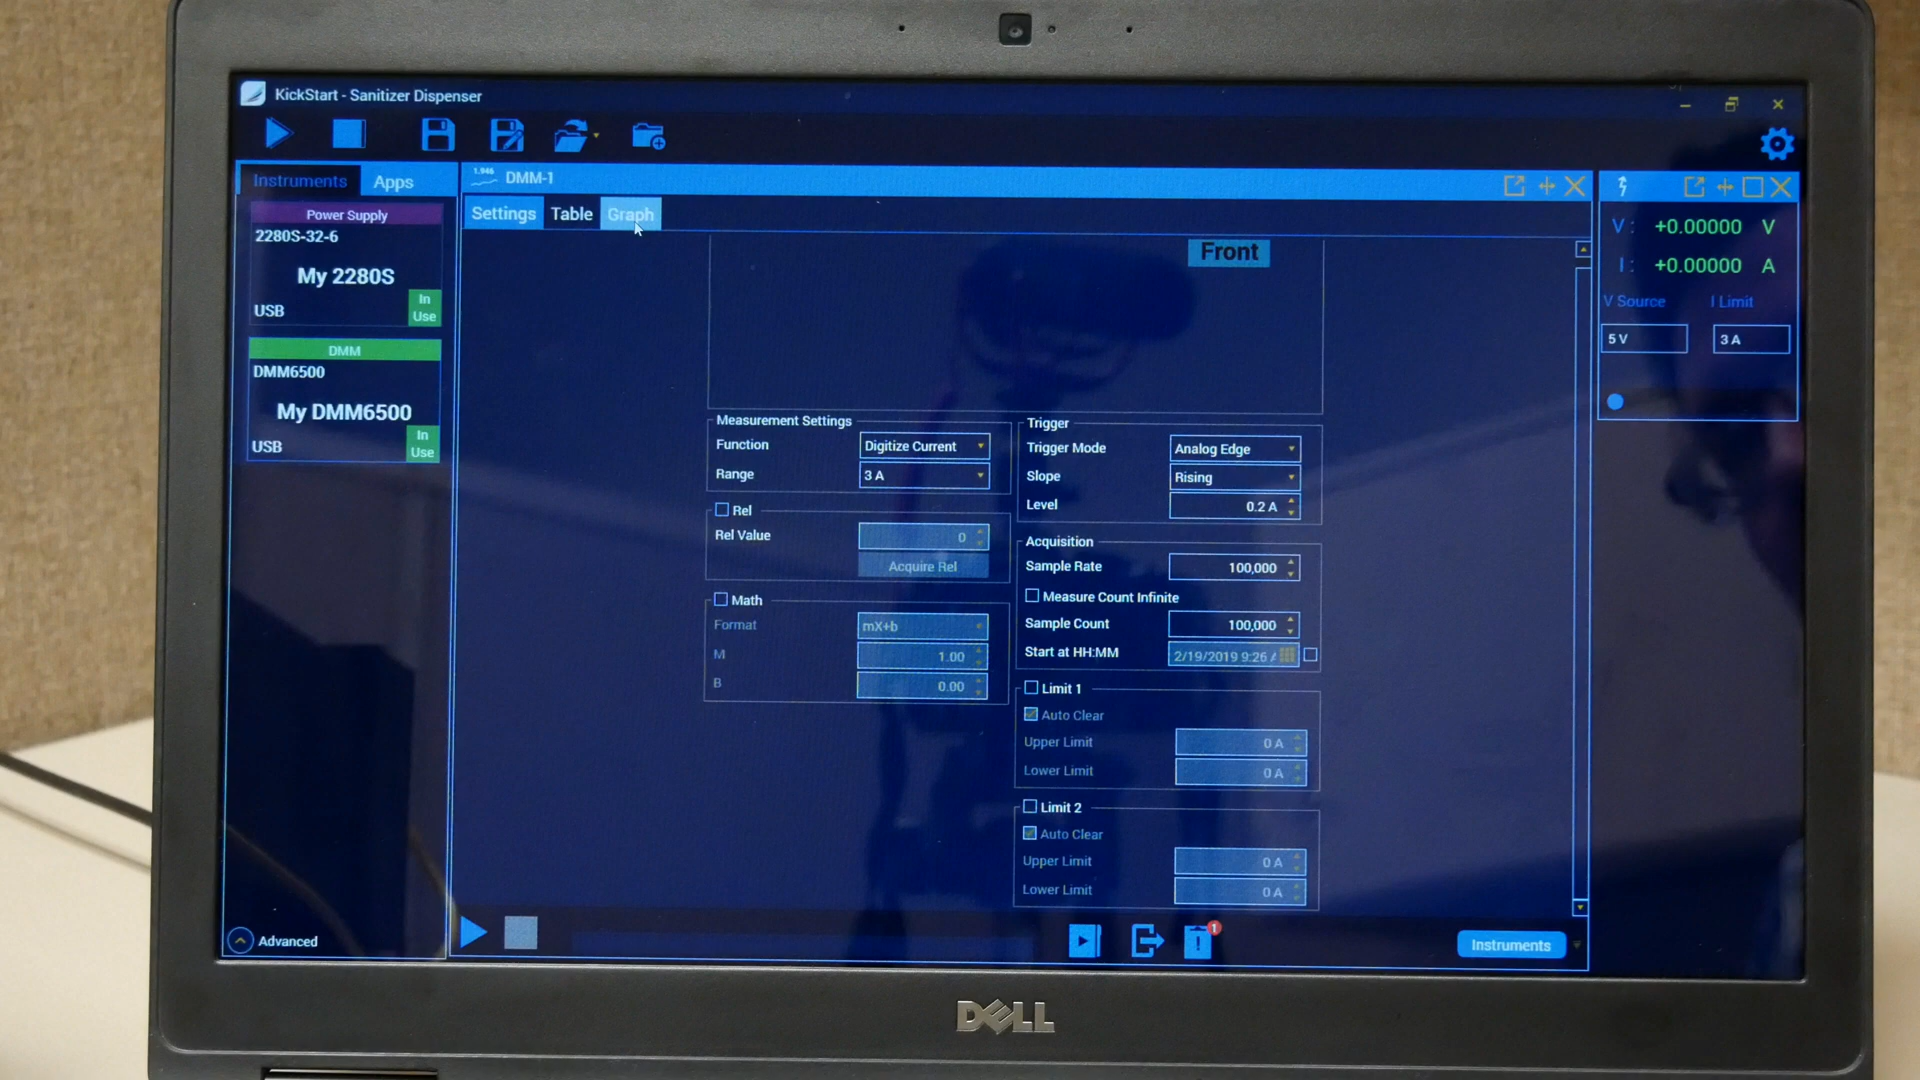 KickStart - Sanitizer Dispenser
Instruments
Apps
Power Supply
2280S-32-6
My 2280S
USB
In
Use
DMM
DMM6500
My DMM6500
USB
In
Use
Advanced
1.946
DMM-1
Settings
Table
Graph
Front
Measurement Settings
Function
Digitize Current
Range
3 A
Rel
Rel Value
0
Acquire Rel
Math
Format
mX+b
M
1.00
B
0.00
Trigger
Trigger Mode
Analog Edge
Slope
Rising
Level
0.2 A
Acquisition
Sample Rate
100,000
Measure Count Infinite
Sample Count
100,000
Start at HH:MM
2/19/2019 9:26
Limit 1
Auto Clear
Upper Limit
0 A
Lower Limit
0 A
Limit 2
Auto Clear
Upper Limit
0 A
Lower Limit
0 A
1
Instruments
V : +0.00000 V
I : +0.00000 A
V Source
I Limit
5 V
3 A
DELL